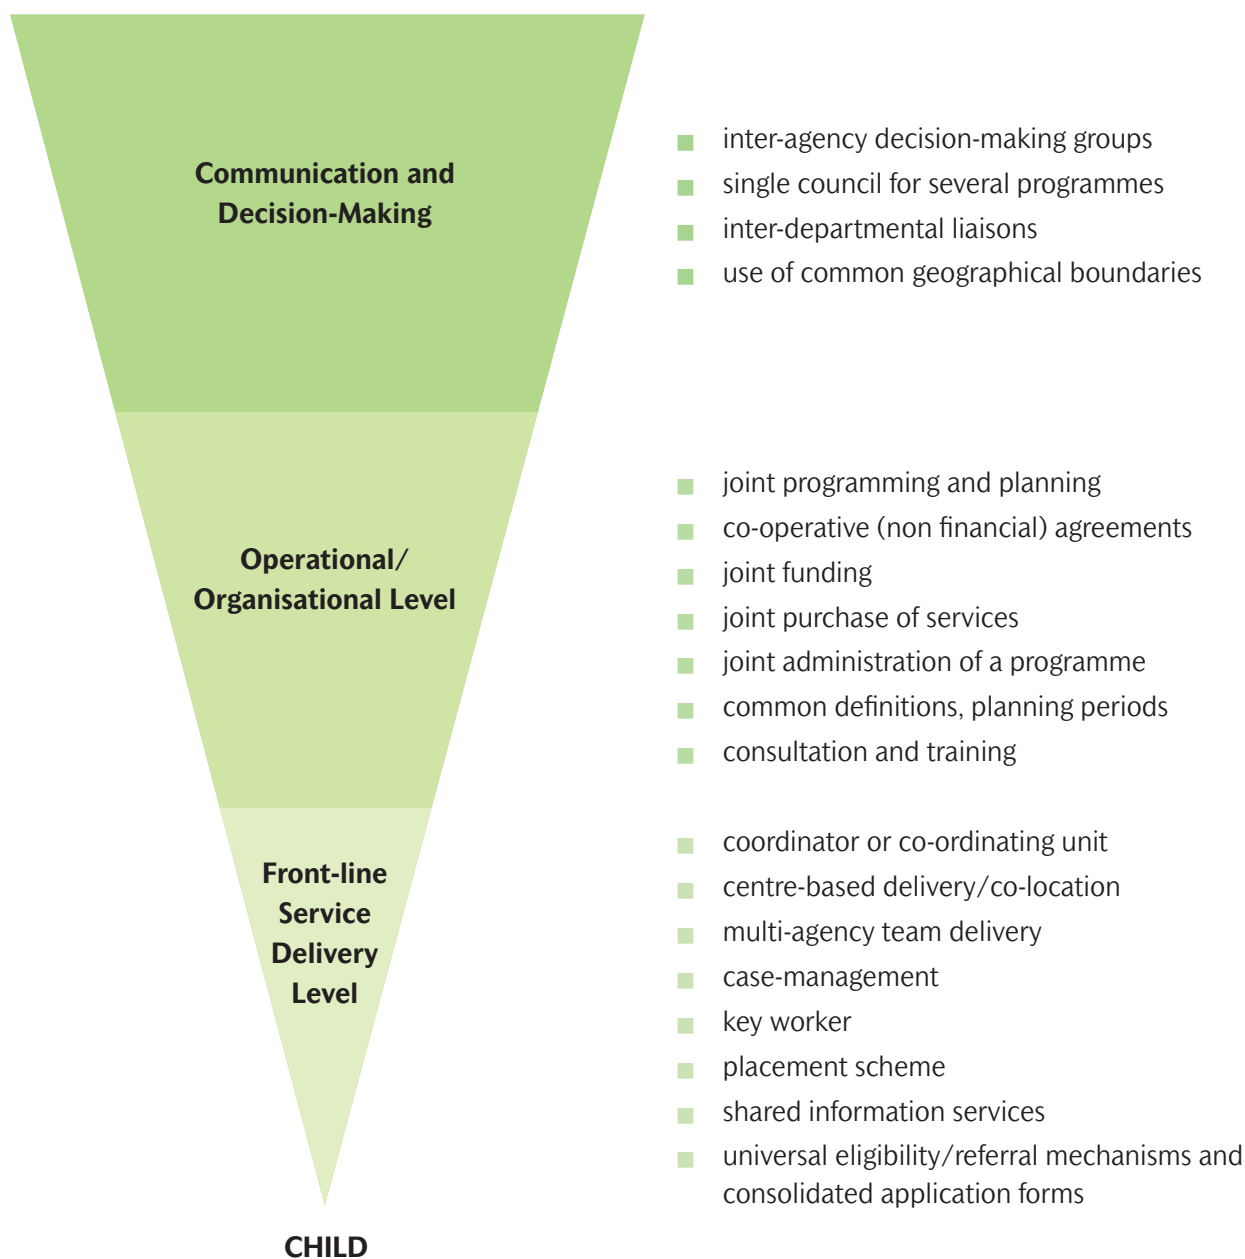 Communication and
Decision-Making
inter-agency decision-making groups
single council for several programmes
inter-departmental liaisons
use of common geographical boundaries
Operational/
Organisational Level
joint programming and planning
co-operative (non financial) agreements
joint funding
joint purchase of services
joint administration of a programme
common definitions, planning periods
consultation and training
Front-line
Service
Delivery
Level
coordinator or co-ordinating unit
centre-based delivery/co-location
multi-agency team delivery
case-management
key worker
placement scheme
shared information services
universal eligibility/referral mechanisms and
consolidated application forms
CHILD